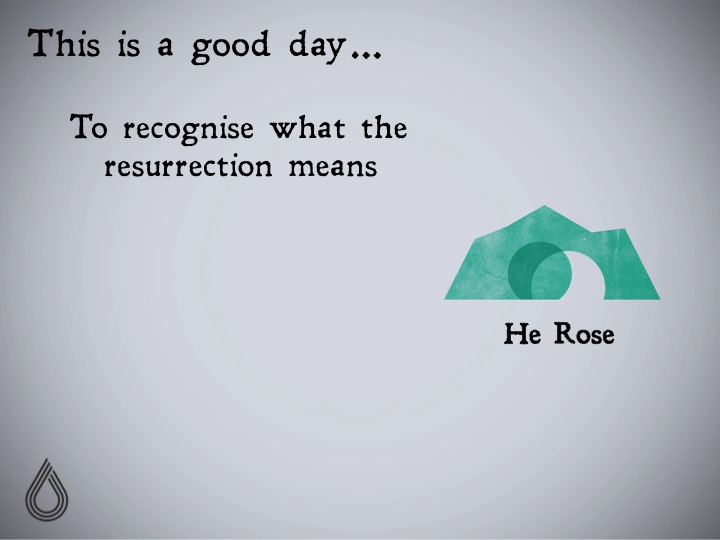 This is a good day...
To recognise what the
resurrection means
He Rose